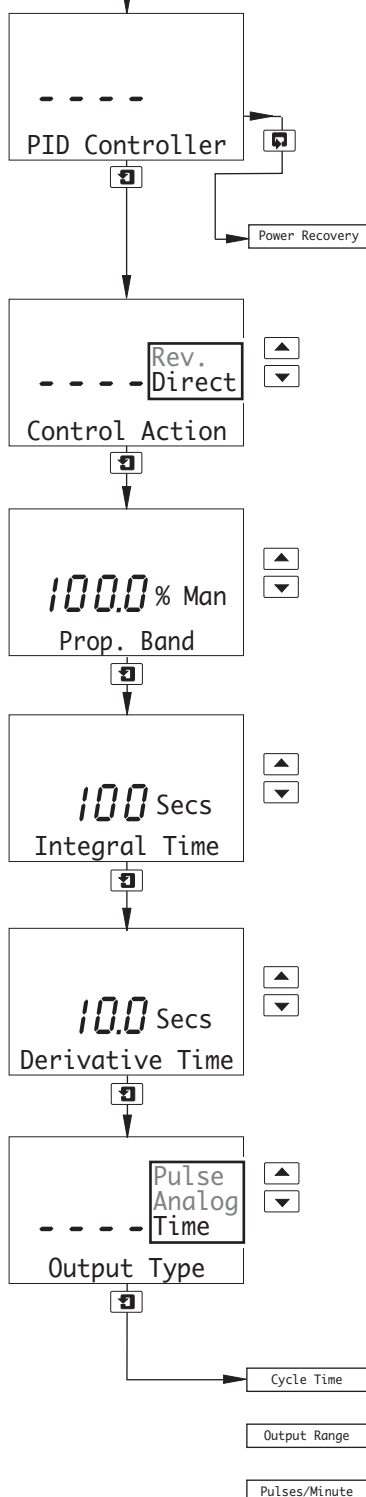 - - - -
PID Controller
Power Recovery
Rev.
- - - - Direct
Control Action
100.0 % Man
Prop. Band
100 Secs
Integral Time
10.0 Secs
Derivative Time
Pulse
Analog
- - - - Time
Output Type
Cycle Time
Output Range
Pulses/Minute